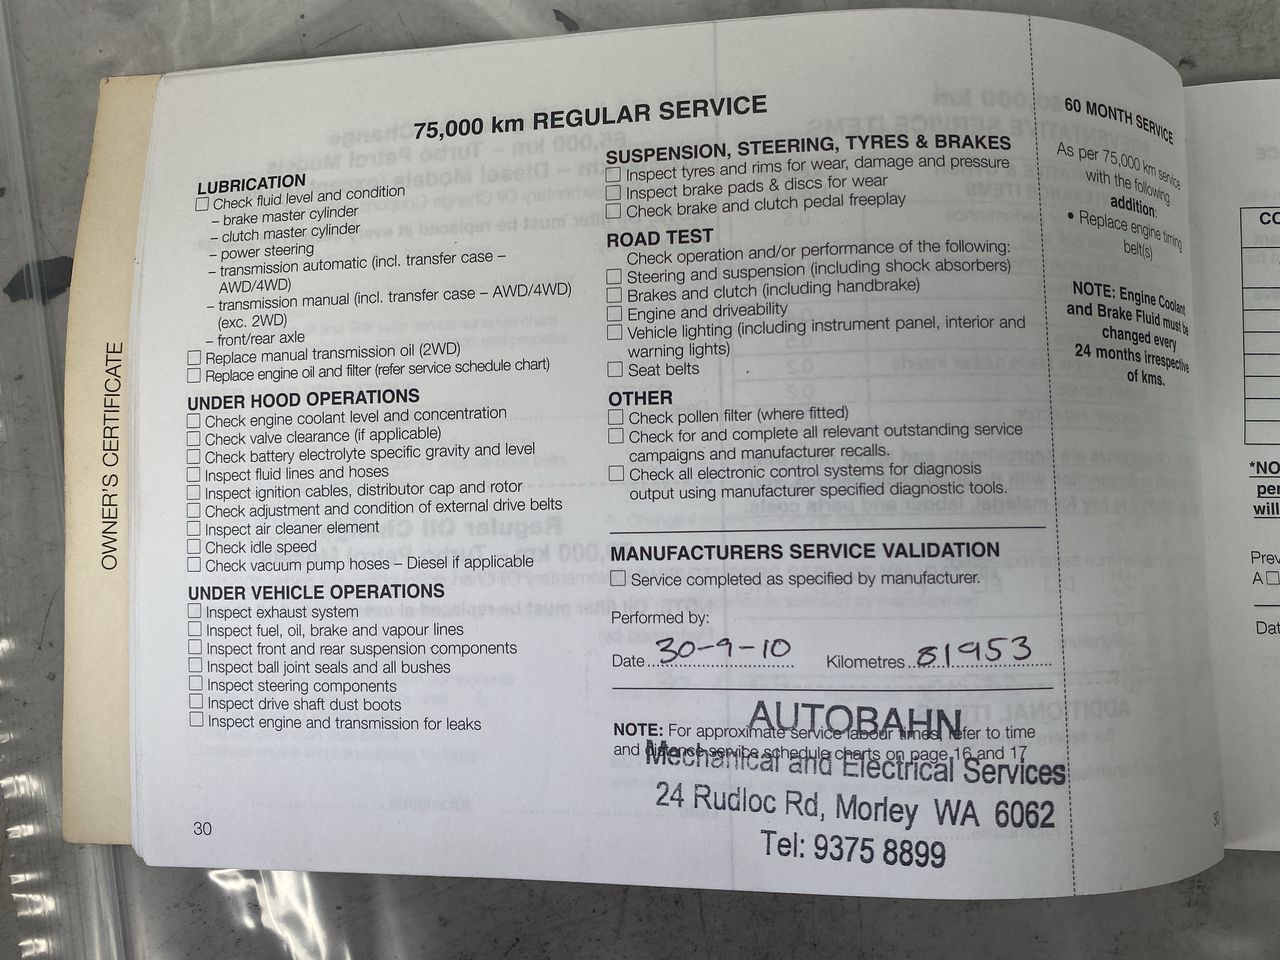 OWNER'S CERTIFICATE
75,000 km REGULAR SERVICE
LUBRICATION
Check fluid level and condition
– brake master cylinder
– clutch master cylinder
– power steering
– transmission automatic (incl. transfer case –
AWD/4WD)
– transmission manual (incl. transfer case – AWD/4WD)
(exc. 2WD)
– front/rear axle
Replace manual transmission oil (2WD)
Replace engine oil and filter (refer service schedule chart)
UNDER HOOD OPERATIONS
Check engine coolant level and concentration
Check valve clearance (if applicable)
Check battery electrolyte specific gravity and level
Inspect fluid lines and hoses
Inspect ignition cables, distributor cap and rotor
Check adjustment and condition of external drive belts
Inspect air cleaner element
Check idle speed
Check vacuum pump hoses – Diesel if applicable
UNDER VEHICLE OPERATIONS
Inspect exhaust system
Inspect fuel, oil, brake and vapour lines
Inspect front and rear suspension components
Inspect ball joint seals and all bushes
Inspect steering components
Inspect drive shaft dust boots
Inspect engine and transmission for leaks
30
SUSPENSION, STEERING, TYRES & BRAKES
Inspect tyres and rims for wear, damage and pressure
Inspect brake pads & discs for wear
Check brake and clutch pedal freeplay
ROAD TEST
Check operation and/or performance of the following:
Steering and suspension (including shock absorbers)
Brakes and clutch (including handbrake)
Engine and driveability
Vehicle lighting (including instrument panel, interior and
warning lights)
Seat belts
OTHER
Check pollen filter (where fitted)
Check for and complete all relevant outstanding service
campaigns and manufacturer recalls.
Check all electronic control systems for diagnosis
output using manufacturer specified diagnostic tools.
MANUFACTURERS SERVICE VALIDATION
Service completed as specified by manufacturer.
Performed by:
Date 30-9-10 Kilometres 81953
NOTE: For approximate service labour times, refer to time
and distance service schedule charts on page 16 and 17
AUTOBAHN
Mechanical and Electrical Services
24 Rudloc Rd, Morley WA 6062
Tel: 9375 8899
60 MONTH SERVICE
As per 75,000 km service
with the following
addition:
• Replace engine timing
belt(s)
NOTE: Engine Coolant
and Brake Fluid must be
changed every
24 months irrespective
of kms.
30
CO
*NO
per
will
Prev
A
Dat